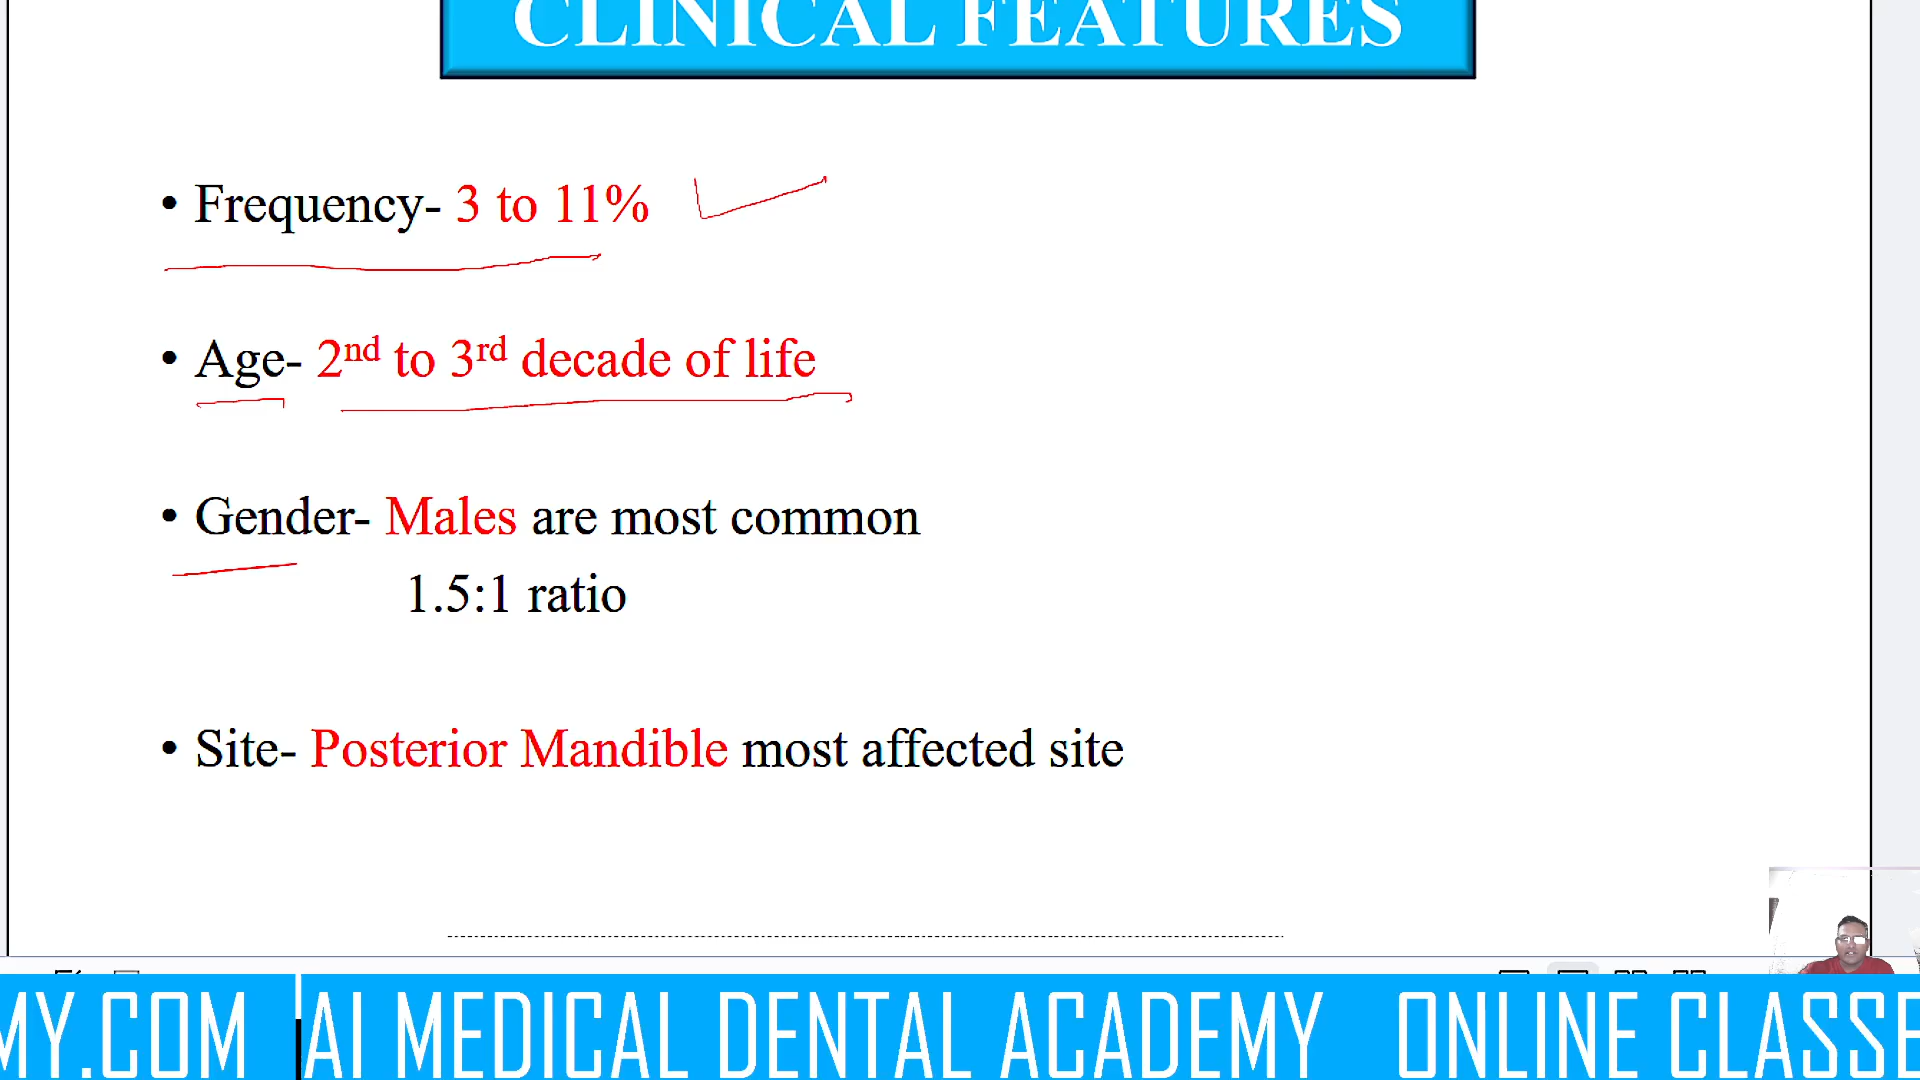 CLINICAL FEATURES
• Frequency- 3 to 11%
• Age- 2nd to 3rd decade of life
• Gender- Males are most common
1.5:1 ratio
• Site- Posterior Mandible most affected site
MY.COM AI MEDICAL DENTAL ACADEMY ONLINE CLASSE